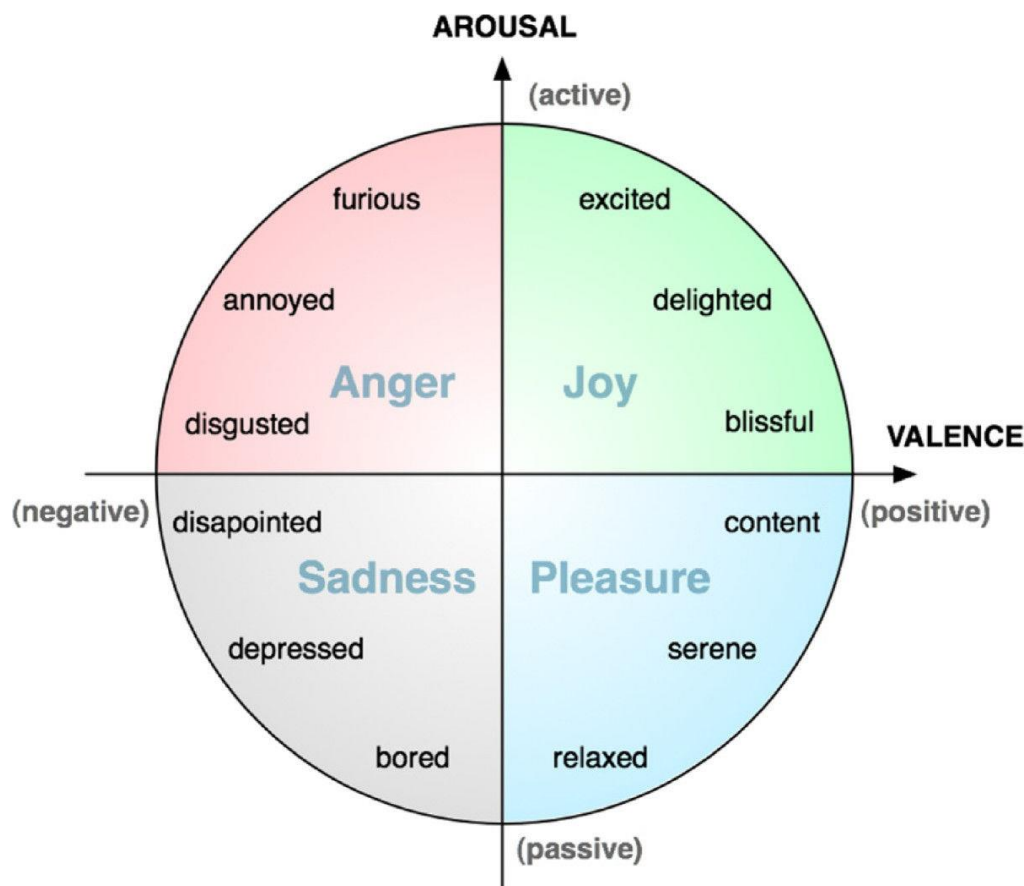 AROUSAL
(active)
furious excited
annoyed delighted
Anger Joy
disgusted blissful
VALENCE
(negative) (positive)
disapointed content
Sadness Pleasure
depressed serene
bored relaxed
(passive)